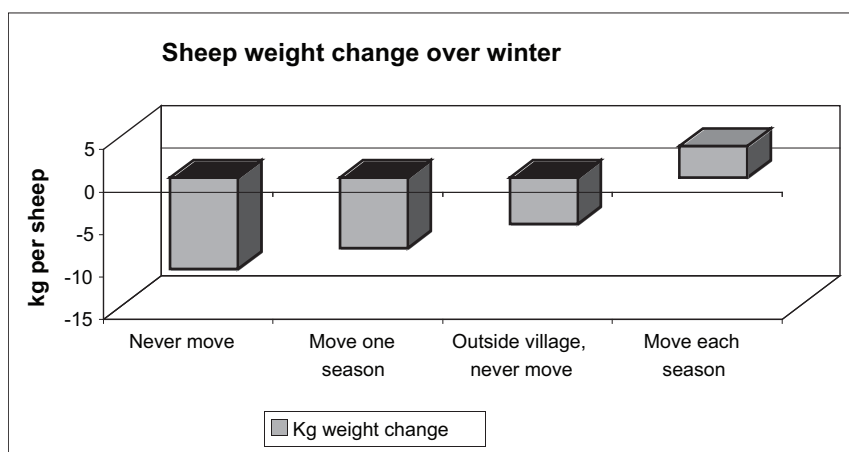 Sheep weight change over winter
kg per sheep
5
0
-5
-10
-15
Never move
Move one
season
Outside village,
never move
Move each
season
Kg weight change